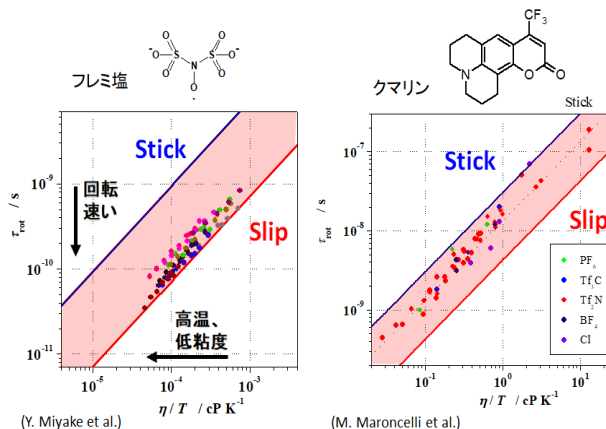 フレミ塩
O
O
-O
S
S
O-
O
N
O
O
·
CF3
N
O
O
クマリン
Stick
Stick
Slip
回転
速い
高温、
低粘度
τrot / s
10-9
10-10
10-11
10-5
10-4
10-3
η / T / cP K-1
(Y. Miyake et al.)
Stick
Slip
τrot / s
10-7
10-8
10-9
10-1
100
101
η / T / cP K-1
PF6
Tf3C
Tf2N
BF4
Cl
(M. Maroncelli et al.)